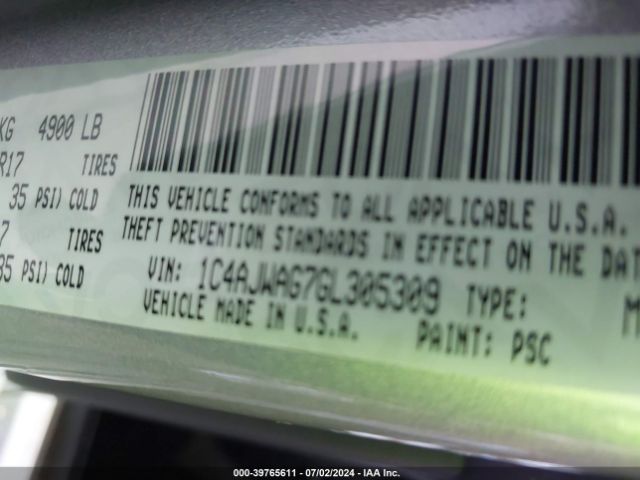 KG 4900 LB
R17 TIRES
35 PSI) COLD
7 TIRES
35 PSI) COLD
THIS VEHICLE CONFORMS TO ALL APPLICABLE U.S.A.
THEFT PREVENTION STANDARDS IN EFFECT ON THE DAT
VIN: 1C4AJWAG7GL305309 TYPE: M
VEHICLE MADE IN U.S.A. PAINT: PSC
000-39765611 - 07/02/2024 - IAA Inc.